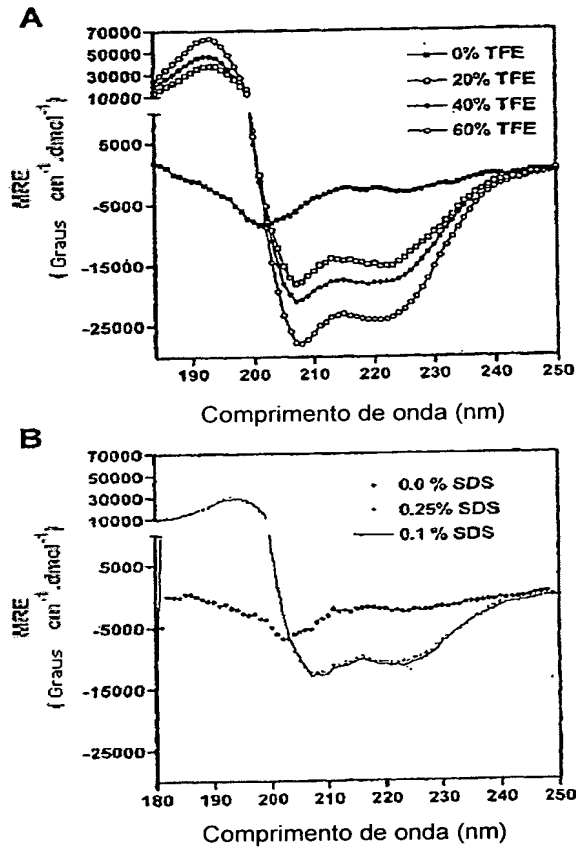 A
70000
50000
30000
10000
5000
-5000
-15000
-25000
MRE
( Graus cm⁻¹.dmol⁻¹)
0% TFE
20% TFE
40% TFE
60% TFE
190 200 210 220 230 240 250
Comprimento de onda (nm)
B
70000
50000
30000
10000
5000
-5000
-15000
-25000
MRE
( Graus cm⁻¹.dmol⁻¹)
0.0 % SDS
0.25% SDS
0.1 % SDS
180 190 200 210 220 230 240 250
Comprimento de onda (nm)